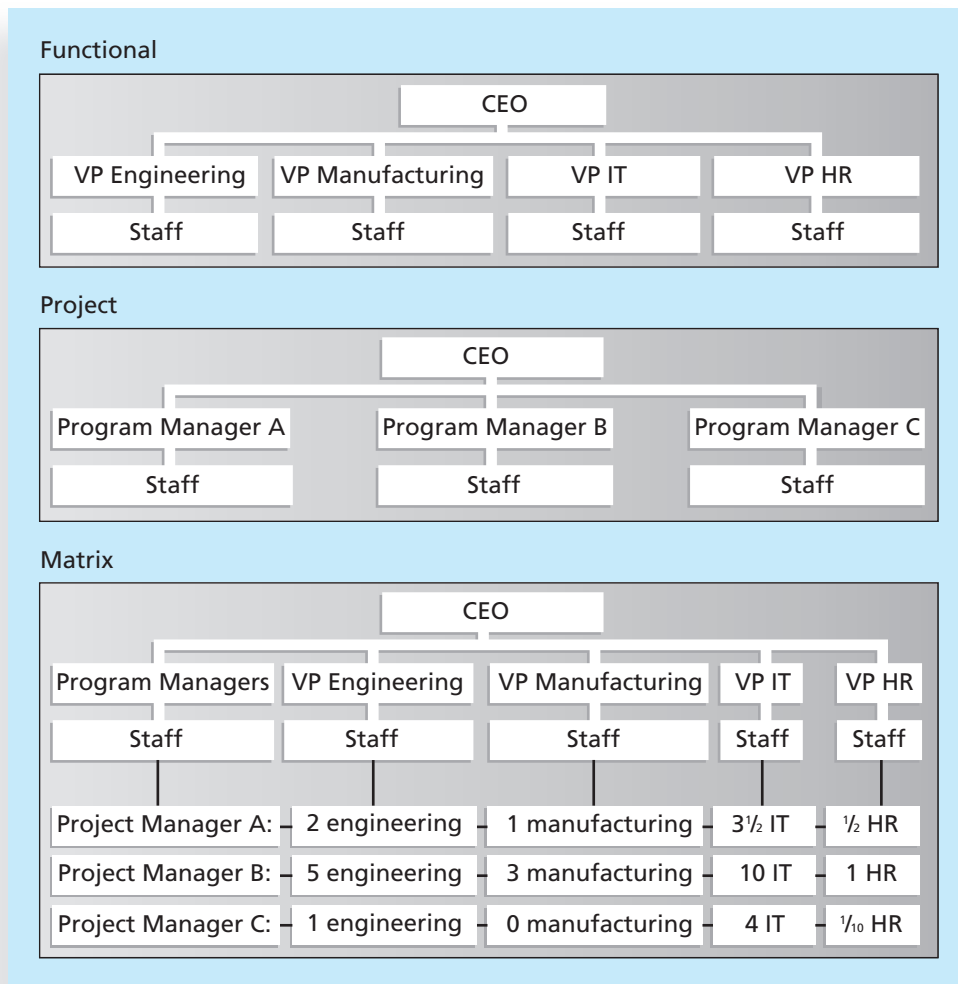 Functional
CEO
VP Engineering VP Manufacturing VP IT VP HR
Staff Staff Staff Staff
Project
CEO
Program Manager A Program Manager B Program Manager C
Staff Staff Staff
Matrix
CEO
Program Managers VP Engineering VP Manufacturing VP IT VP HR
Staff Staff Staff Staff Staff
Project Manager A: 2 engineering 1 manufacturing 3½ IT ½ HR
Project Manager B: 5 engineering 3 manufacturing 10 IT 1 HR
Project Manager C: 1 engineering 0 manufacturing 4 IT 1/10 HR